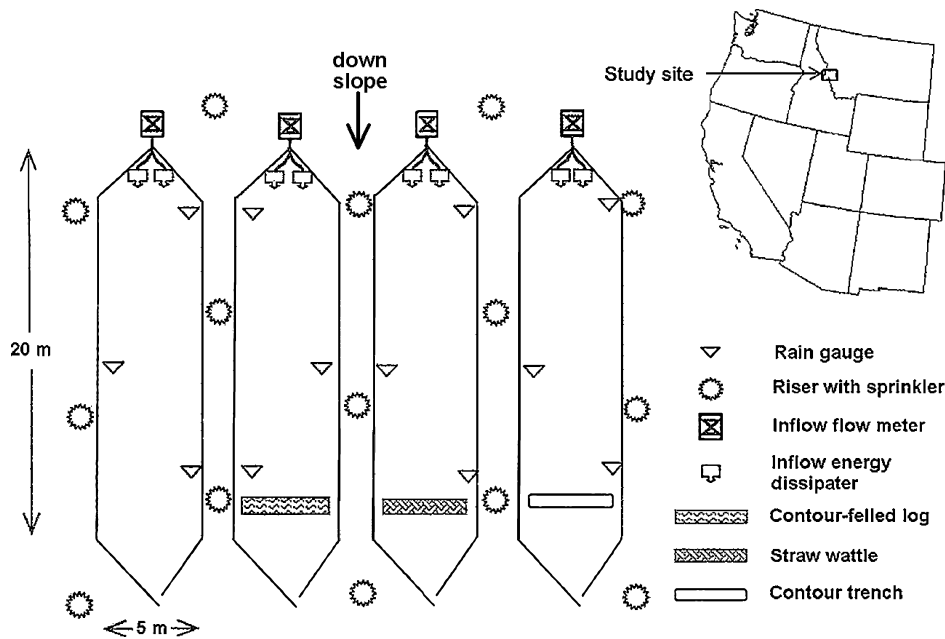 down
slope
Study site
20 m
5 m
Rain gauge
Riser with sprinkler
Inflow flow meter
Inflow energy
dissipater
Contour-felled log
Straw wattle
Contour trench